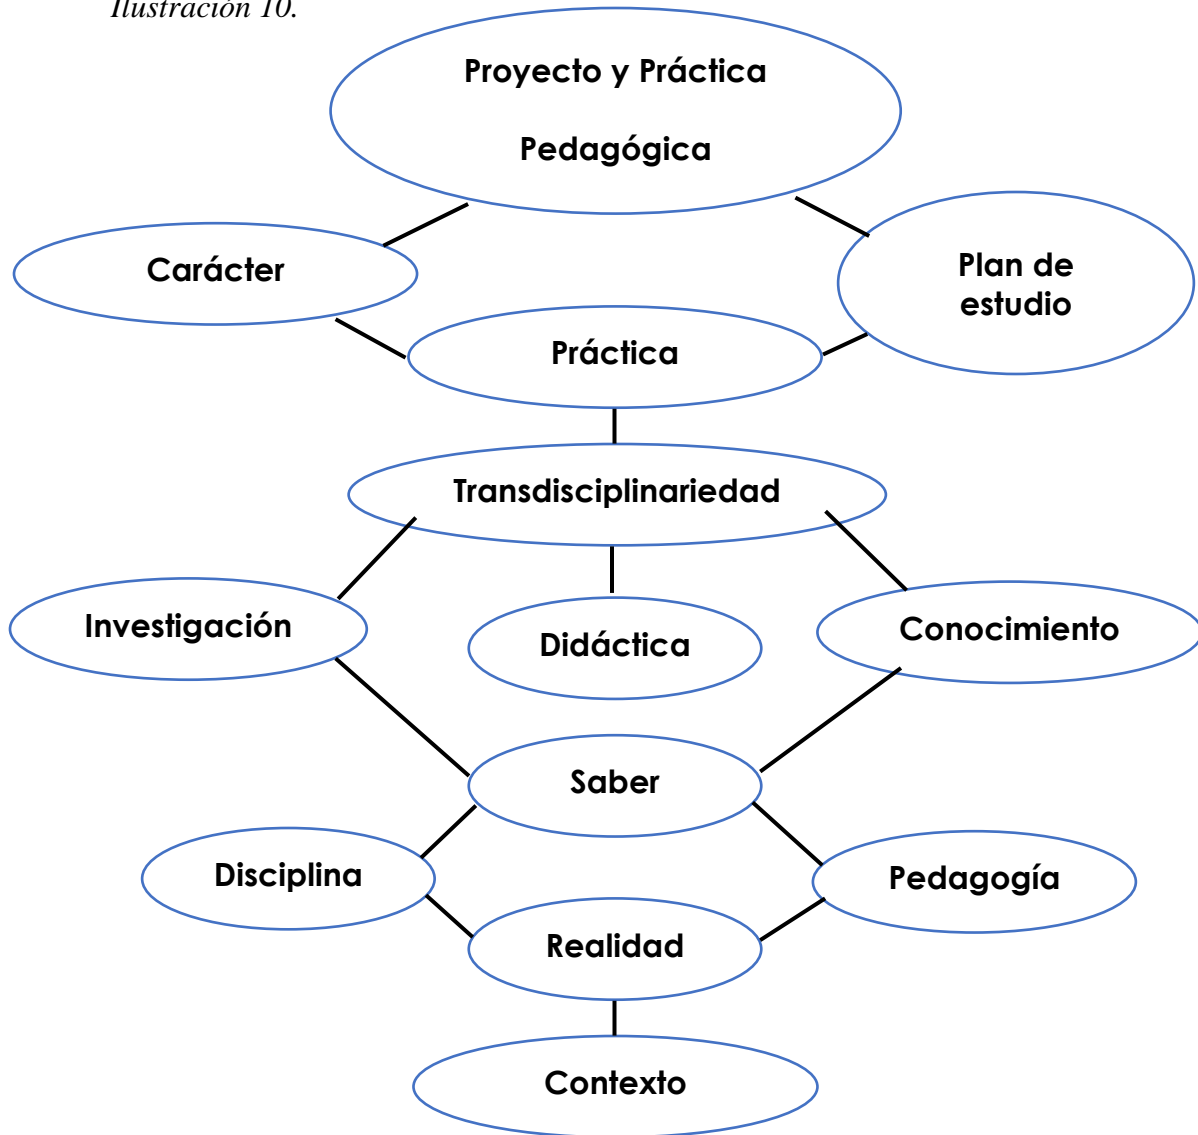 Ilustración 10.
Proyecto y Práctica
Pedagógica
Carácter
Plan de
estudio
Práctica
Transdisciplinariedad
Investigación
Didáctica
Conocimiento
Saber
Disciplina
Pedagogía
Realidad
Contexto